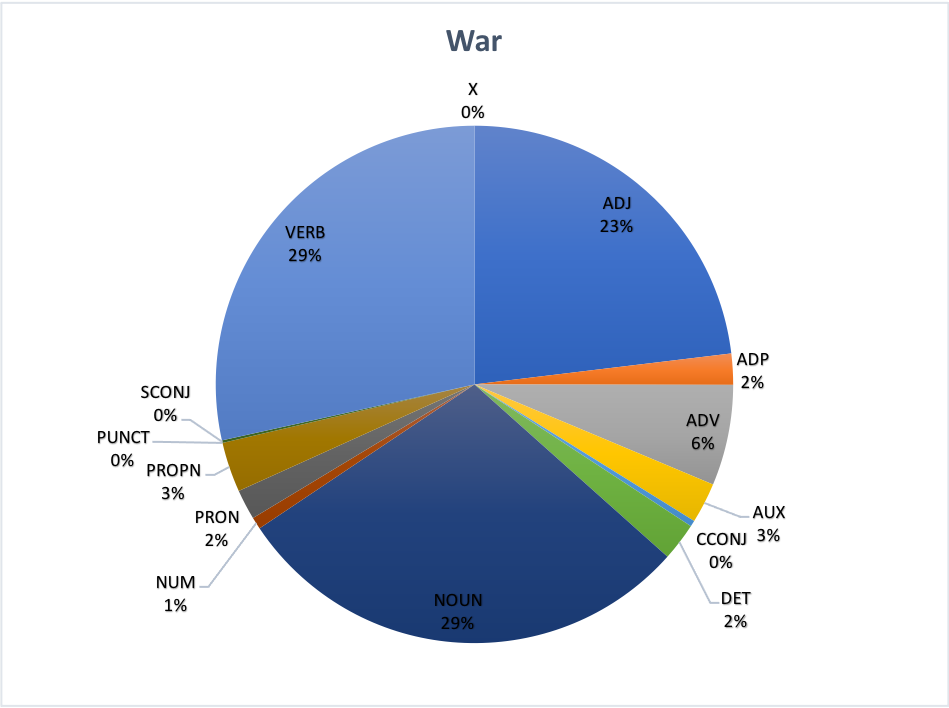 War
X
0%
ADJ
23%
VERB
29%
ADP
2%
SCONJ
0%
ADV
6%
PUNCT
0%
PROPN
3%
PRON
2%
AUX
3%
CCONJ
0%
NUM
1%
DET
2%
NOUN
29%